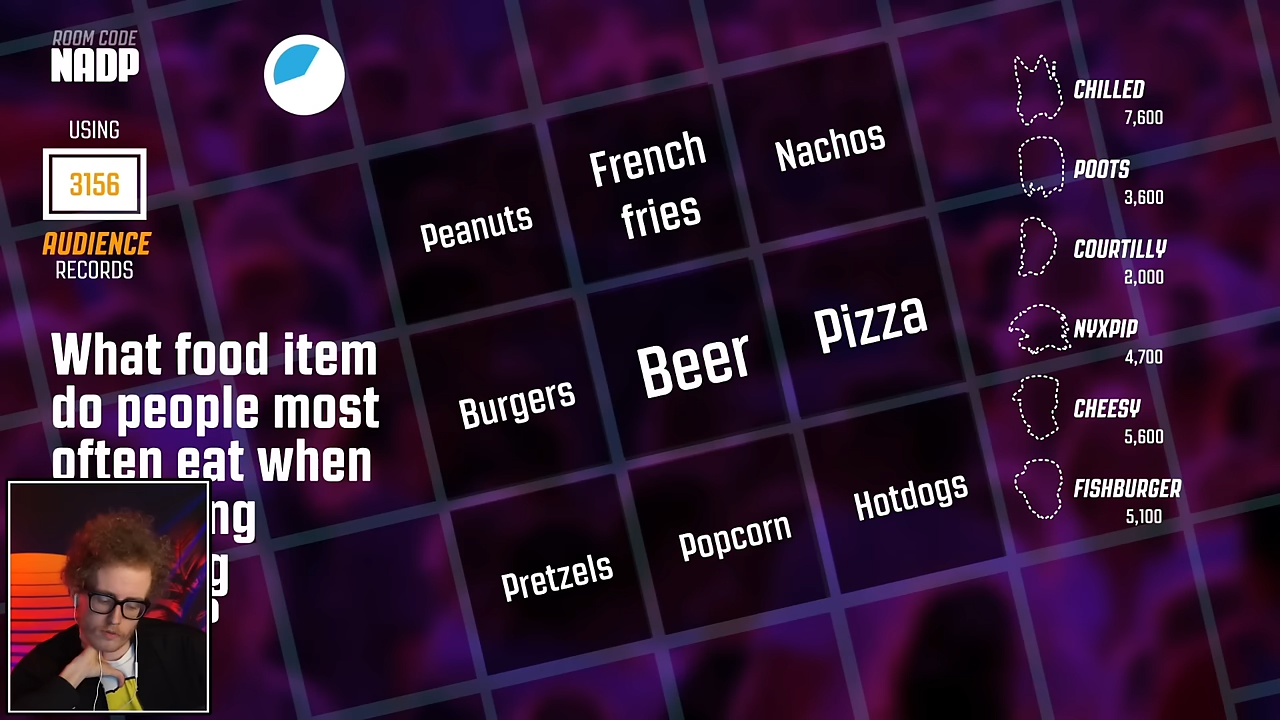 ROOM CODE
NADP
USING
3156
AUDIENCE
RECORDS
What food item
do people most
often eat when
Peanuts
French
fries
Nachos
Burgers
Beer
Pizza
Pretzels
Popcorn
Hotdogs
CHILLED
7,600
POOTS
3,600
COURTILLY
2,000
NYXPIP
4,700
CHEESY
5,600
FISHBURGER
5,100